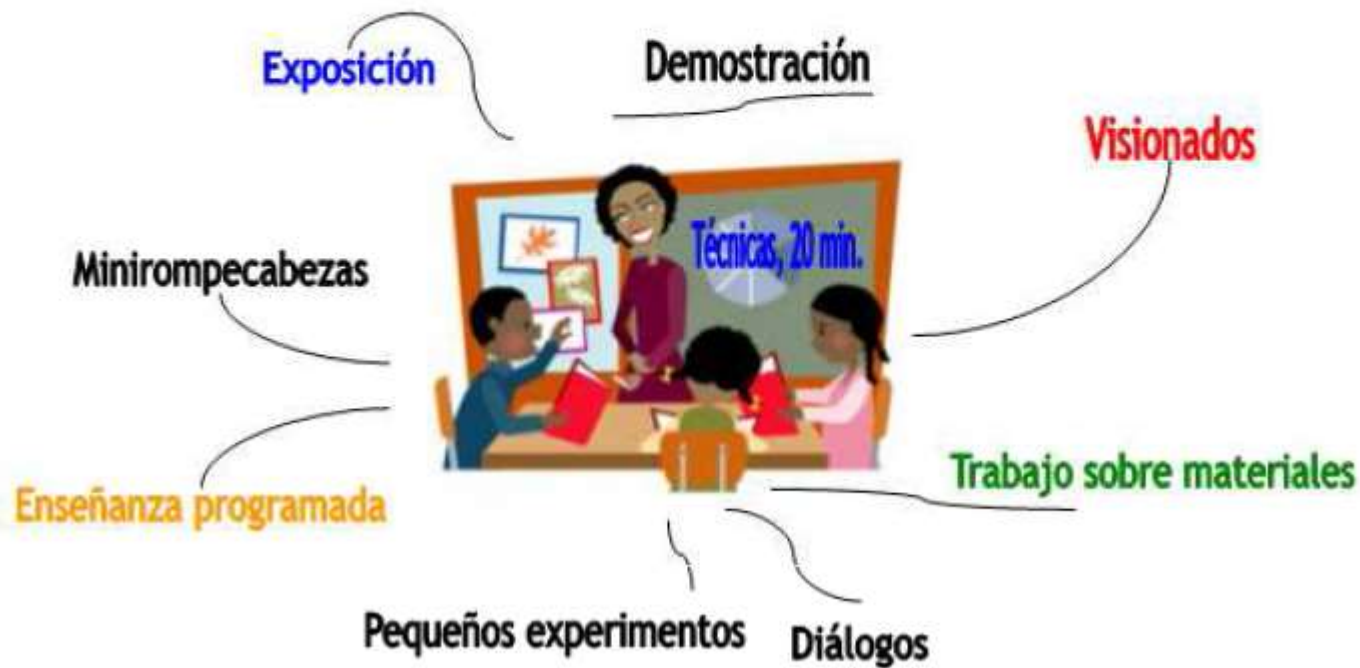 Exposición
Demostración
Visionados
Técnicas, 20 min.
Minirompecabezas
Trabajo sobre materiales
Enseñanza programada
Pequeños experimentos
Diálogos